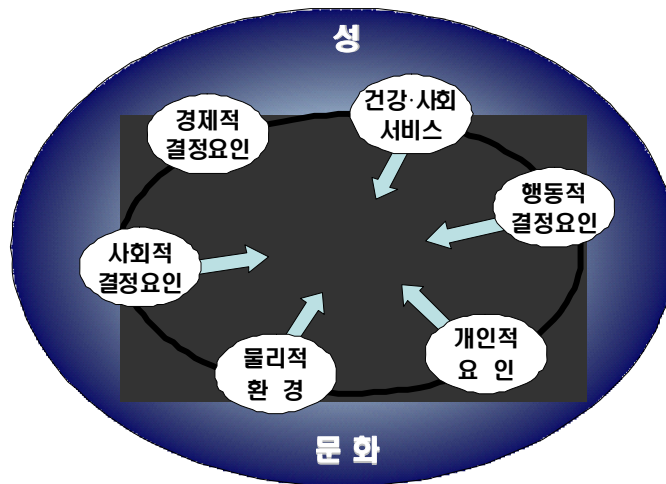 성
건강·사회
서비스
경제적
결정요인
행동적
결정요인
사회적
결정요인
개인적
요 인
물리적
환 경
문 화